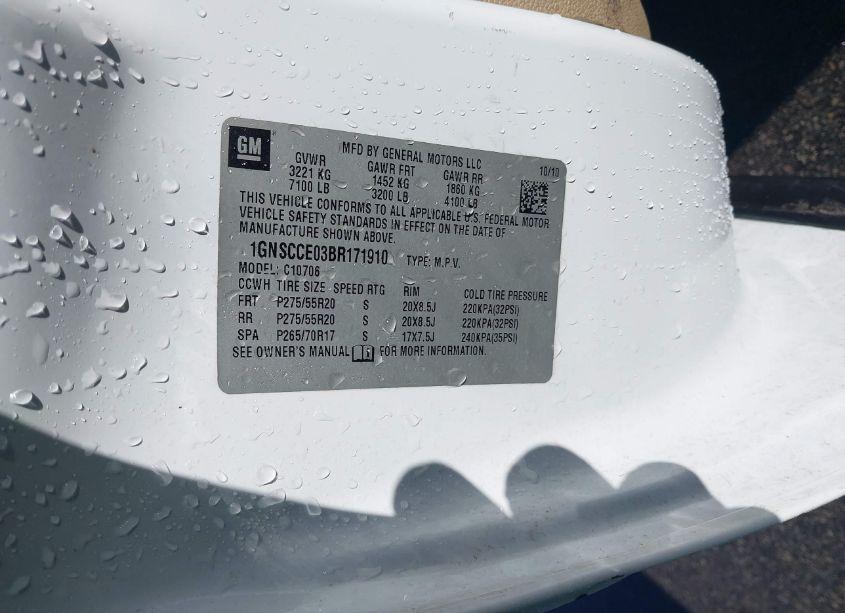 GM
MFD BY GENERAL MOTORS LLC
10/10
GVWR GAWR FRT GAWR RR
3221 KG 1452 KG 1860 KG
7100 LB 3200 LB 4100 LB
THIS VEHICLE CONFORMS TO ALL APPLICABLE U.S. FEDERAL MOTOR
VEHICLE SAFETY STANDARDS IN EFFECT ON THE DATE OF
MANUFACTURE SHOWN ABOVE.
1GNSCCE03BR171910 TYPE: M.P.V.
MODEL: C10706
CCWH TIRE SIZE SPEED RTG RIM COLD TIRE PRESSURE
FRT P275/55R20 S 20X8.5J 220KPA(32PSI)
RR P275/55R20 S 20X8.5J 220KPA(32PSI)
SPA P265/70R17 S 17X7.5J 240KPA(35PSI)
SEE OWNER'S MANUAL FOR MORE INFORMATION.